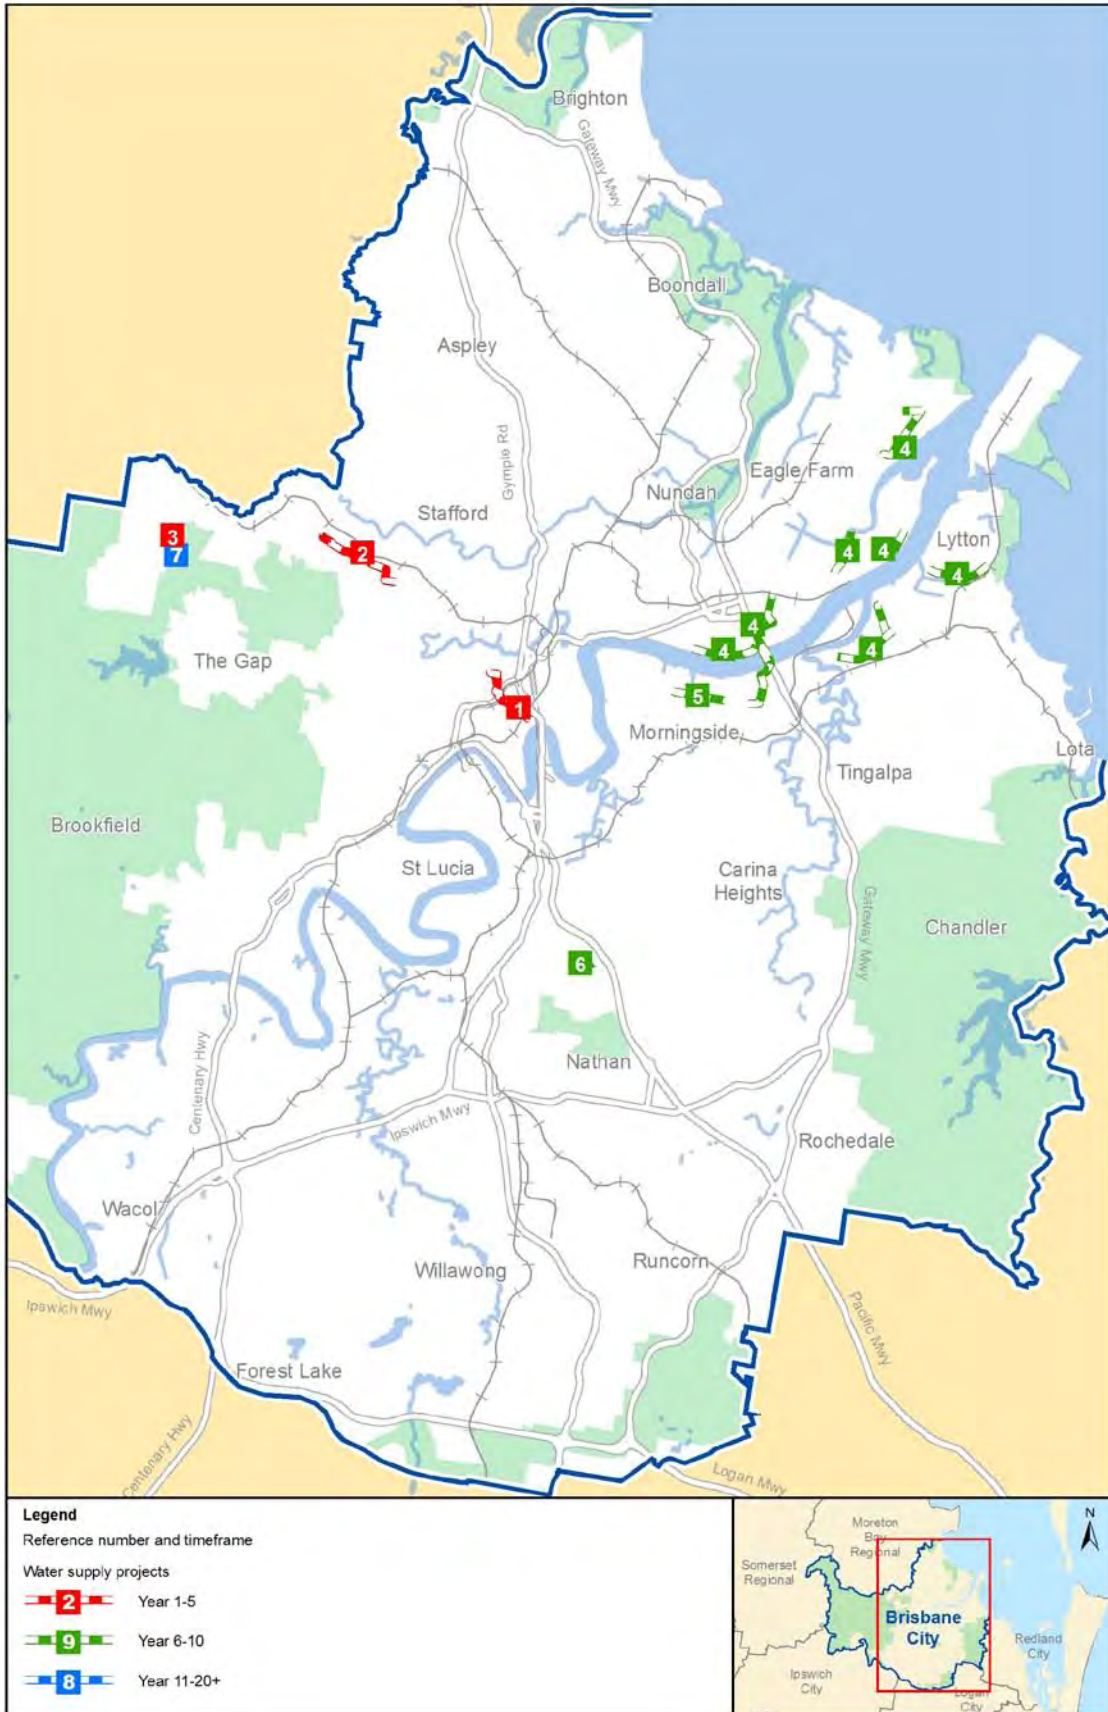 Brighton
Gateway Mwy
Boondall
Aspley
Gympie Rd
4
Eagle Farm
Nundah
Stafford
3
7
2
4
4
Lytton
4
The Gap
4
4
4
1
5
Morningside
Lota
Tingalpa
Brookfield
St Lucia
Carina
Heights
Gateway Mwy
Chandler
6
Nathan
Centenary Hwy
Ipswich Mwy
Rochedale
Wacol
Willawong
Runcorn
Ipswich Mwy
Pacific Mwy
Forest Lake
Centenary Hwy
Logan Mwy
Legend
Reference number and timeframe
Water supply projects
2 Year 1-5
9 Year 6-10
8 Year 11-20+
N
Moreton
Bay
Regional
Somerset
Regional
Brisbane
City
Redland
City
Ipswich
City
Logan
City